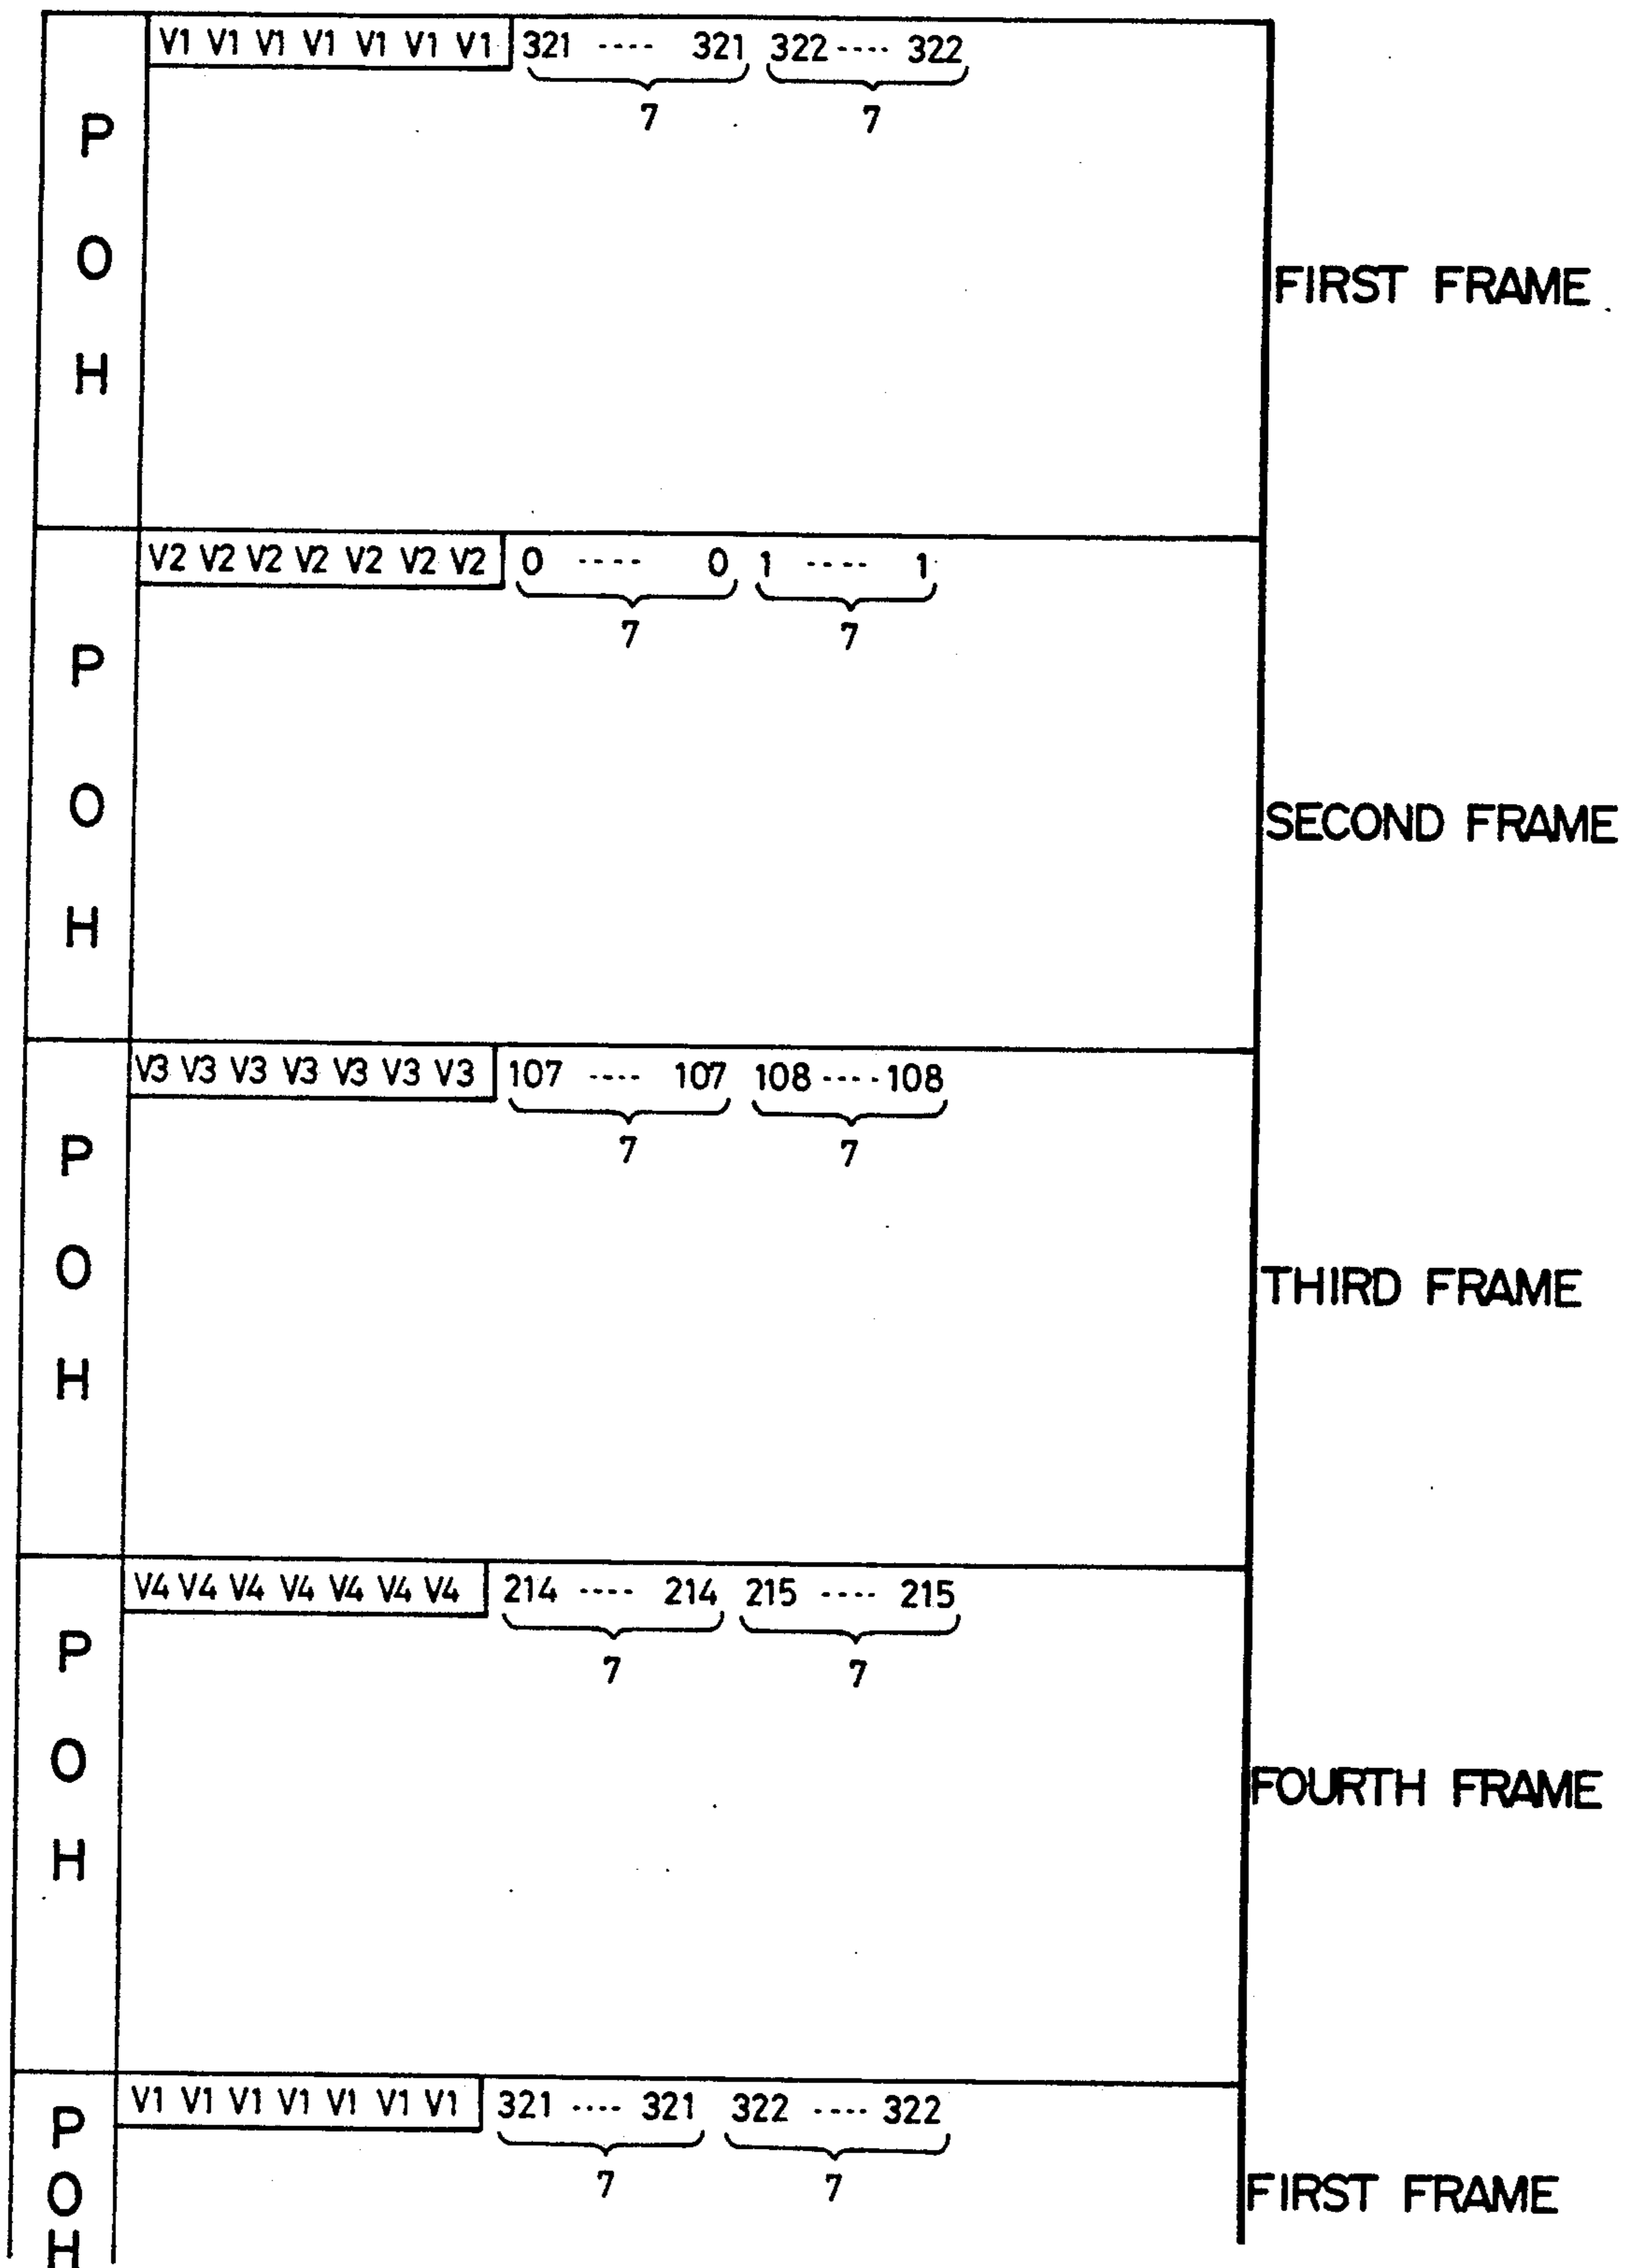 V1 V1 V1 V1 V1 V1 V1 321 ---- 321 322 ---- 322
7 7
P
O
H
FIRST FRAME
V2 V2 V2 V2 V2 V2 V2 0 ---- 0 1 ---- 1
7 7
P
O
H
SECOND FRAME
V3 V3 V3 V3 V3 V3 V3 107 ---- 107 108 ---- 108
7 7
P
O
H
THIRD FRAME
V4 V4 V4 V4 V4 V4 V4 214 ---- 214 215 ---- 215
7 7
P
O
H
FOURTH FRAME
V1 V1 V1 V1 V1 V1 V1 321 ---- 321 322 ---- 322
7 7
P
O
H
FIRST FRAME